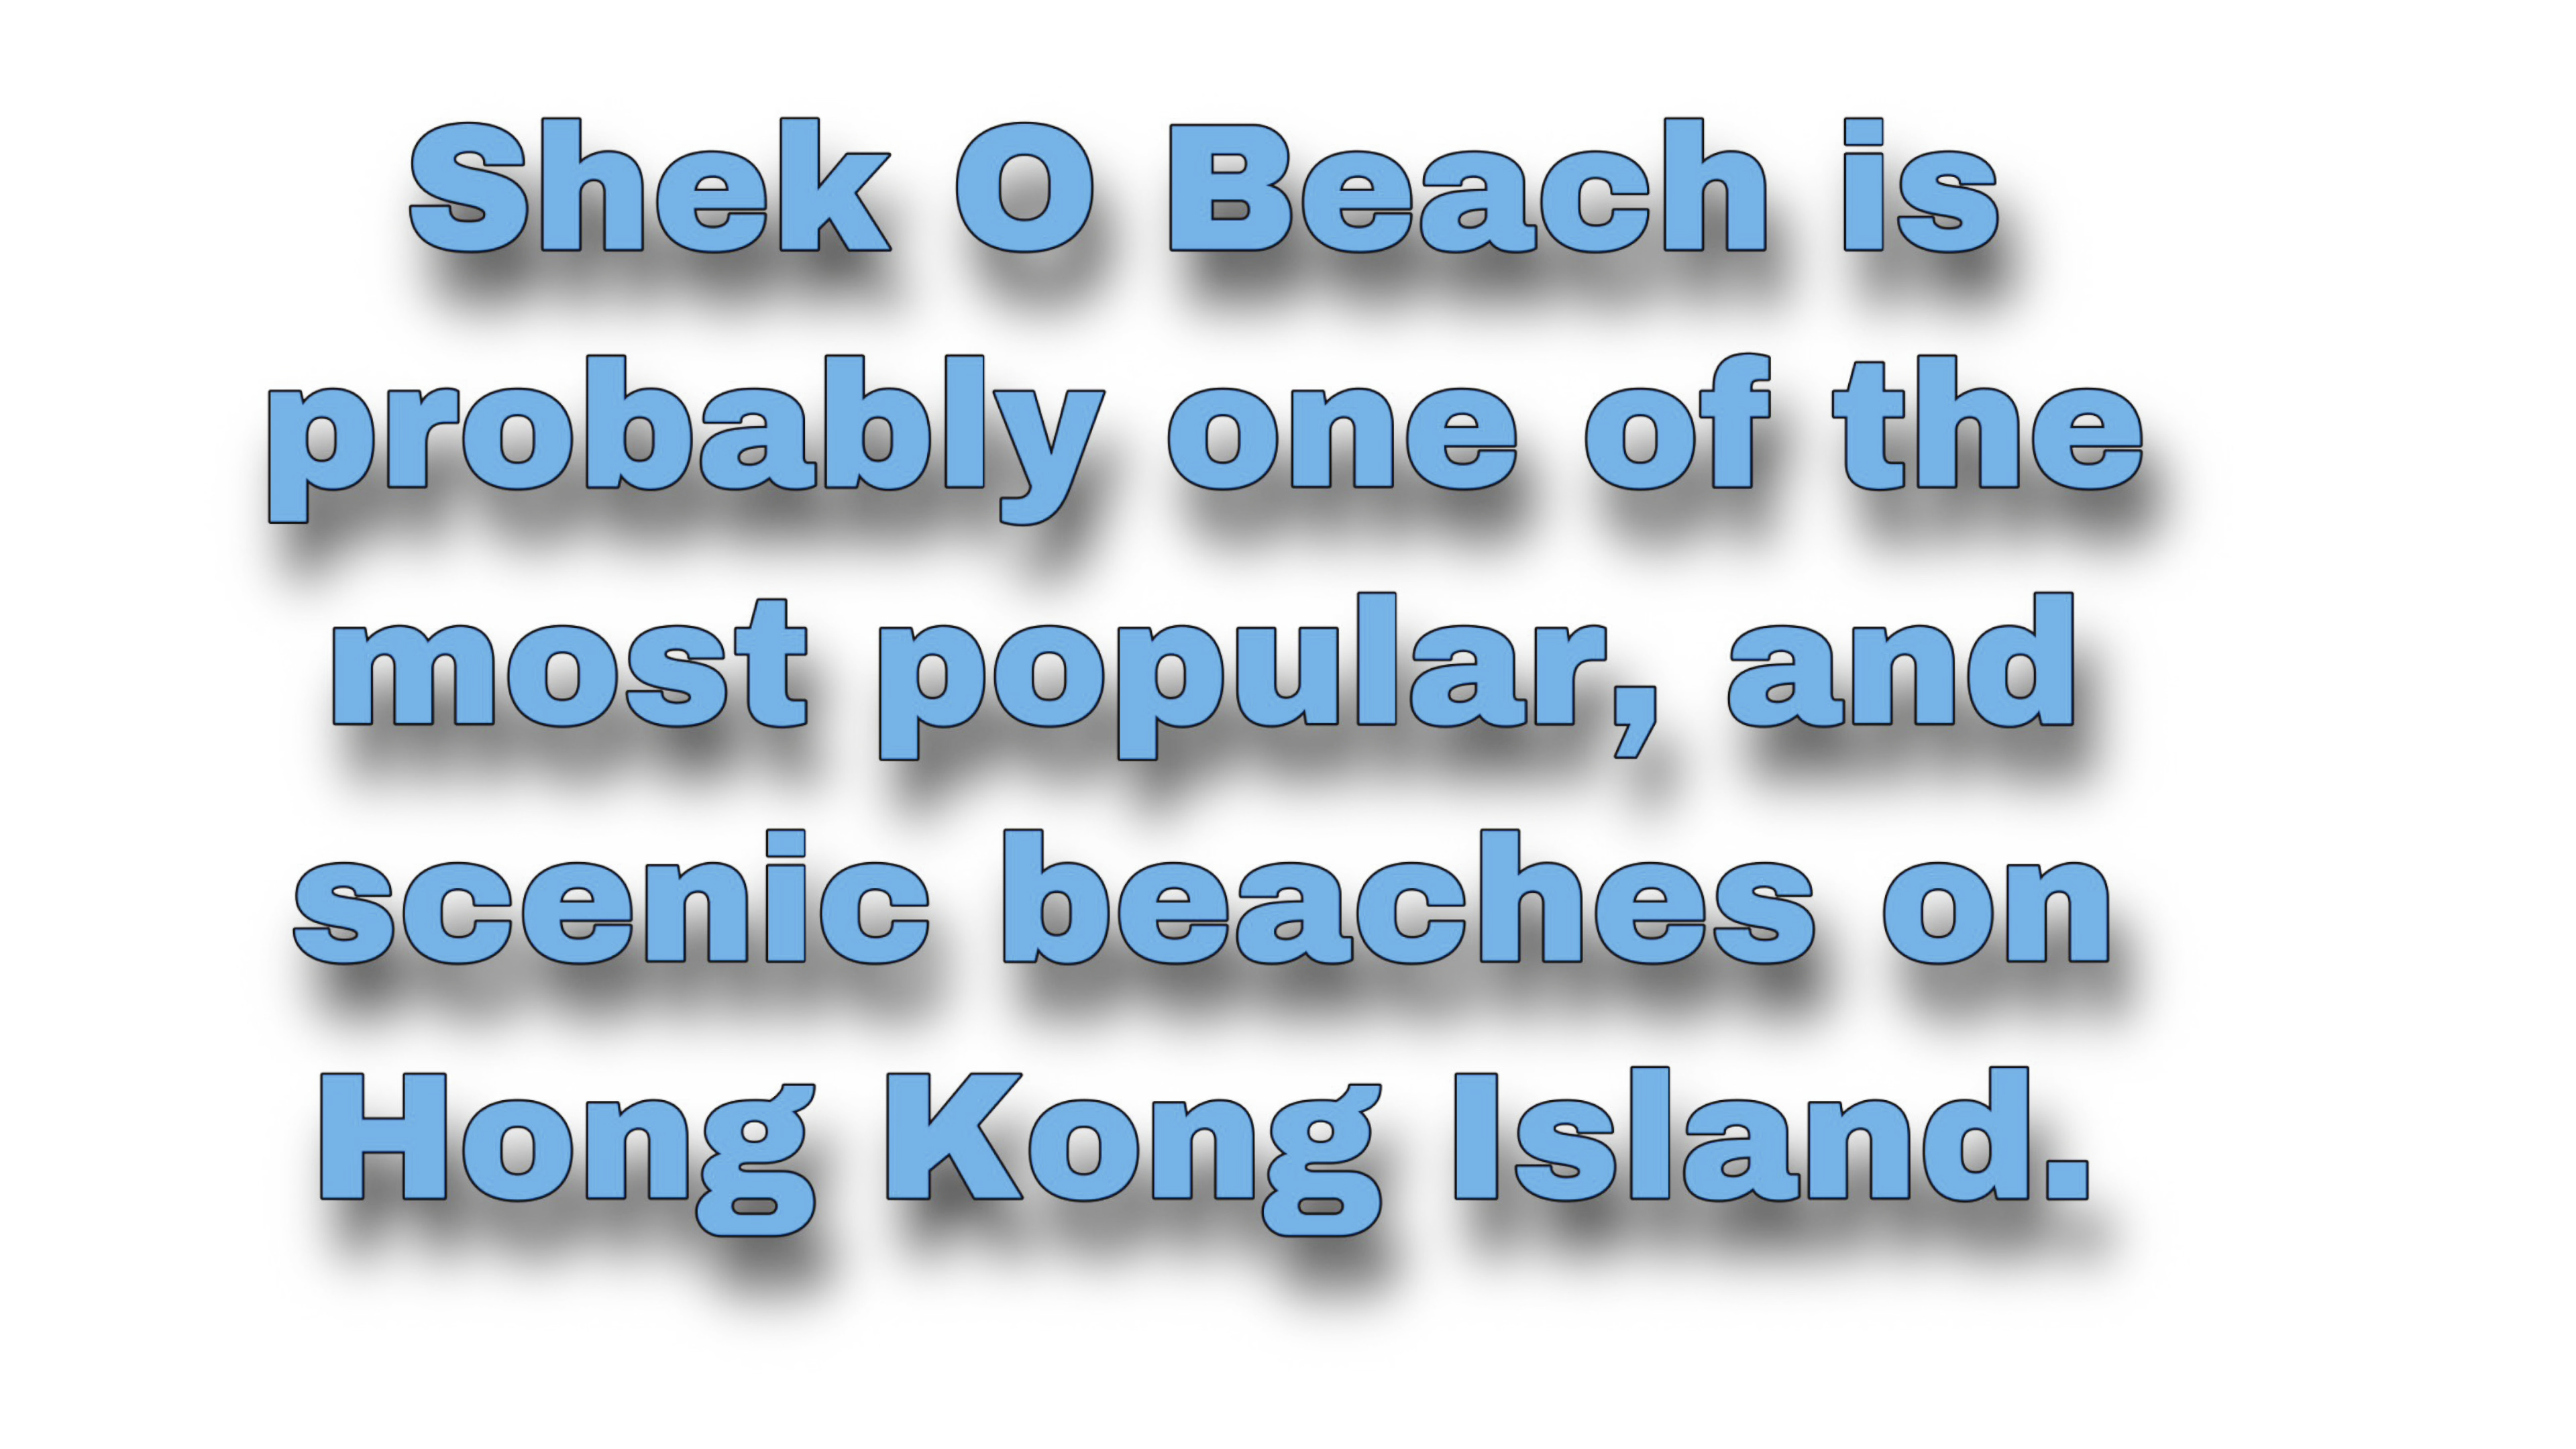 Shek O Beach is
probably one of the
most popular, and
scenic beaches on
Hong Kong Island.